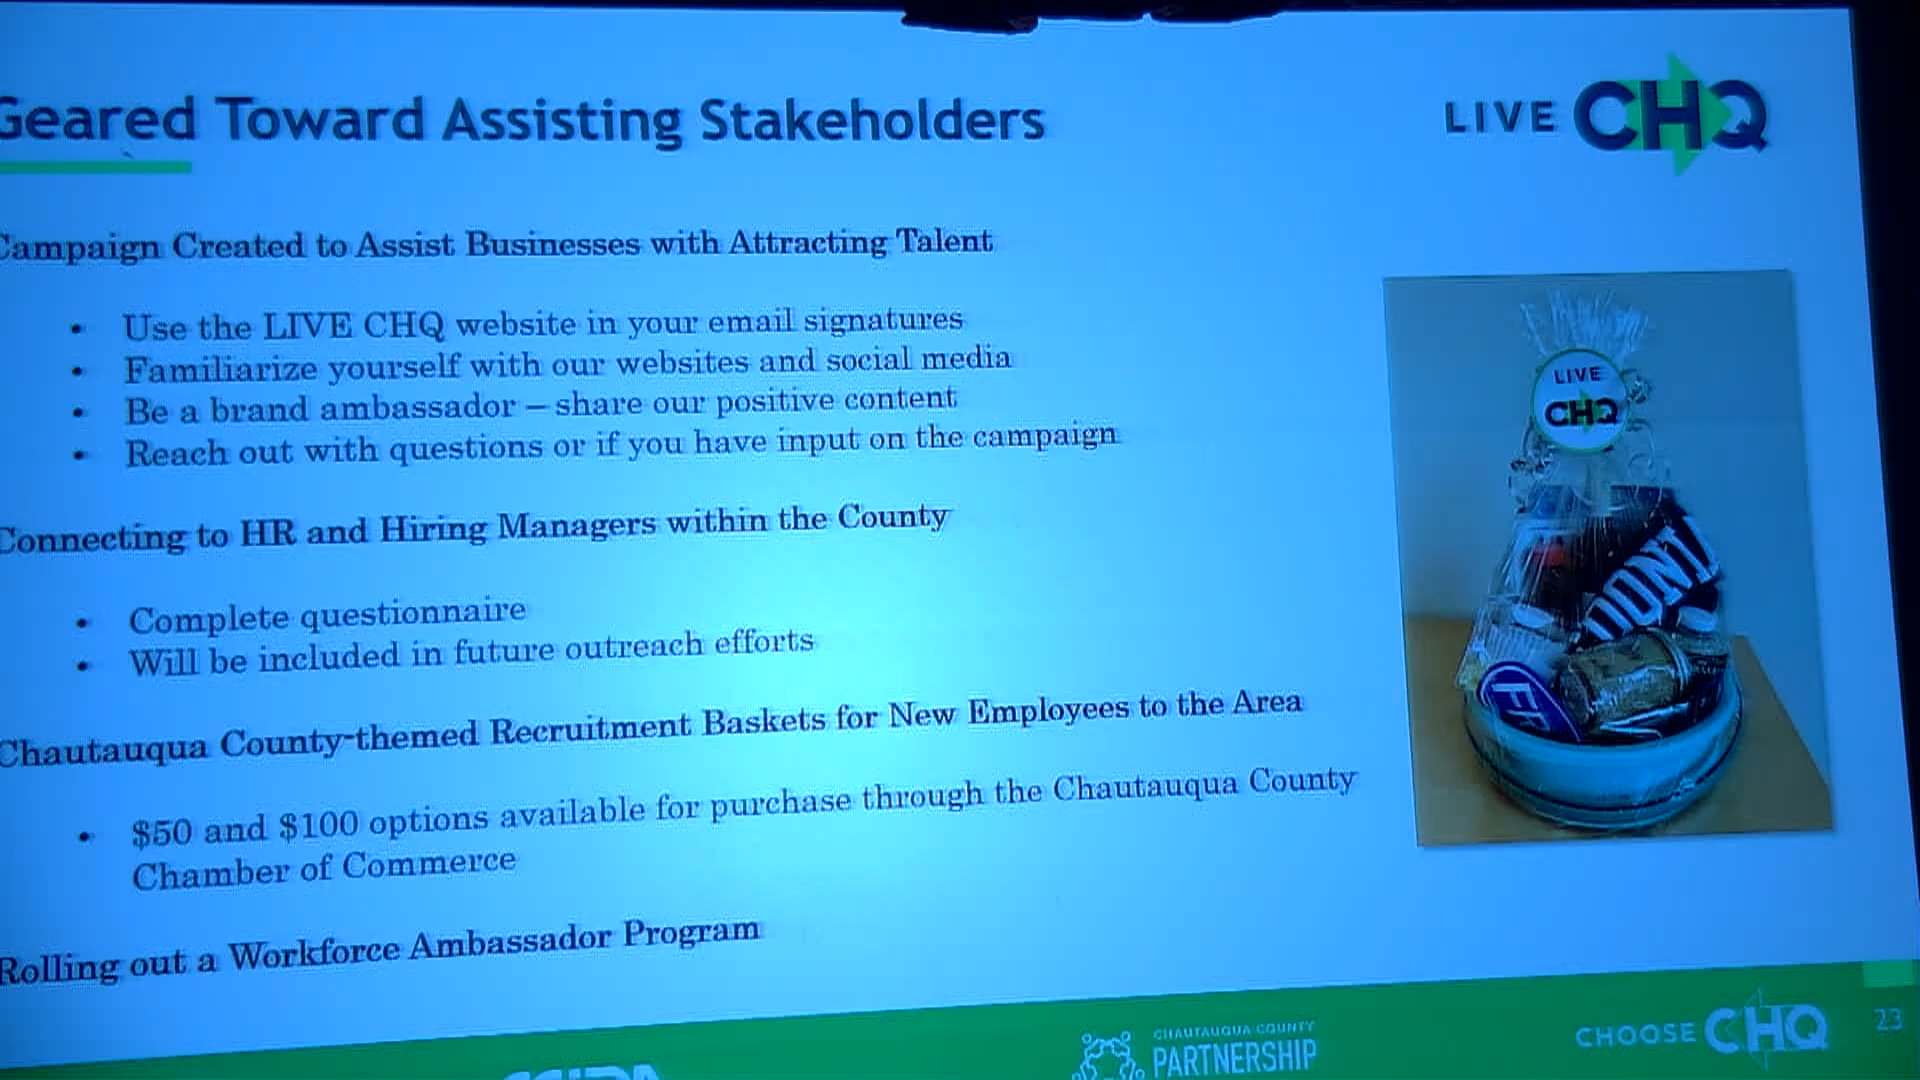 Geared Toward Assisting Stakeholders
LIVE CHQ
Campaign Created to Assist Businesses with Attracting Talent
• Use the LIVE CHQ website in your email signatures
• Familiarize yourself with our websites and social media
• Be a brand ambassador – share our positive content
• Reach out with questions or if you have input on the campaign
Connecting to HR and Hiring Managers within the County
• Complete questionnaire
• Will be included in future outreach efforts
Chautauqua County-themed Recruitment Baskets for New Employees to the Area
• $50 and $100 options available for purchase through the Chautauqua County
Chamber of Commerce
Rolling out a Workforce Ambassador Program
LIVE
CHQ
CHAUTAUQUA COUNTY
PARTNERSHIP
CHOOSE CHQ
23